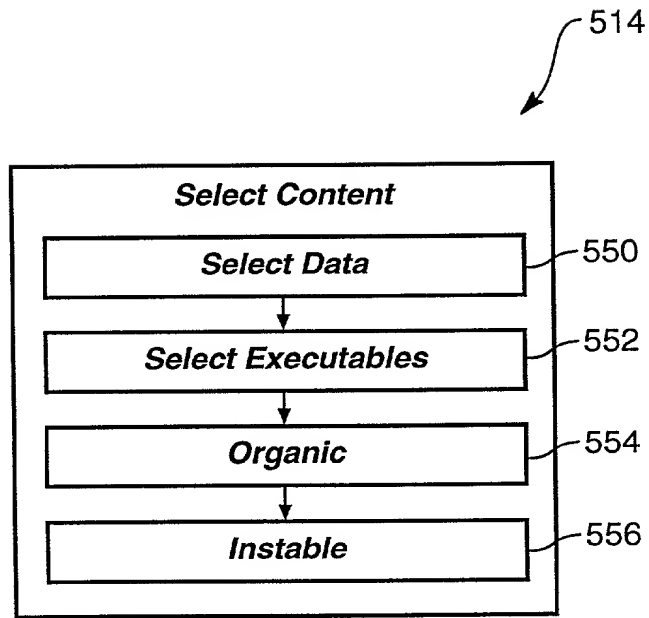 514
Select Content
Select Data
550
Select Executables
552
Organic
554
Instable
556